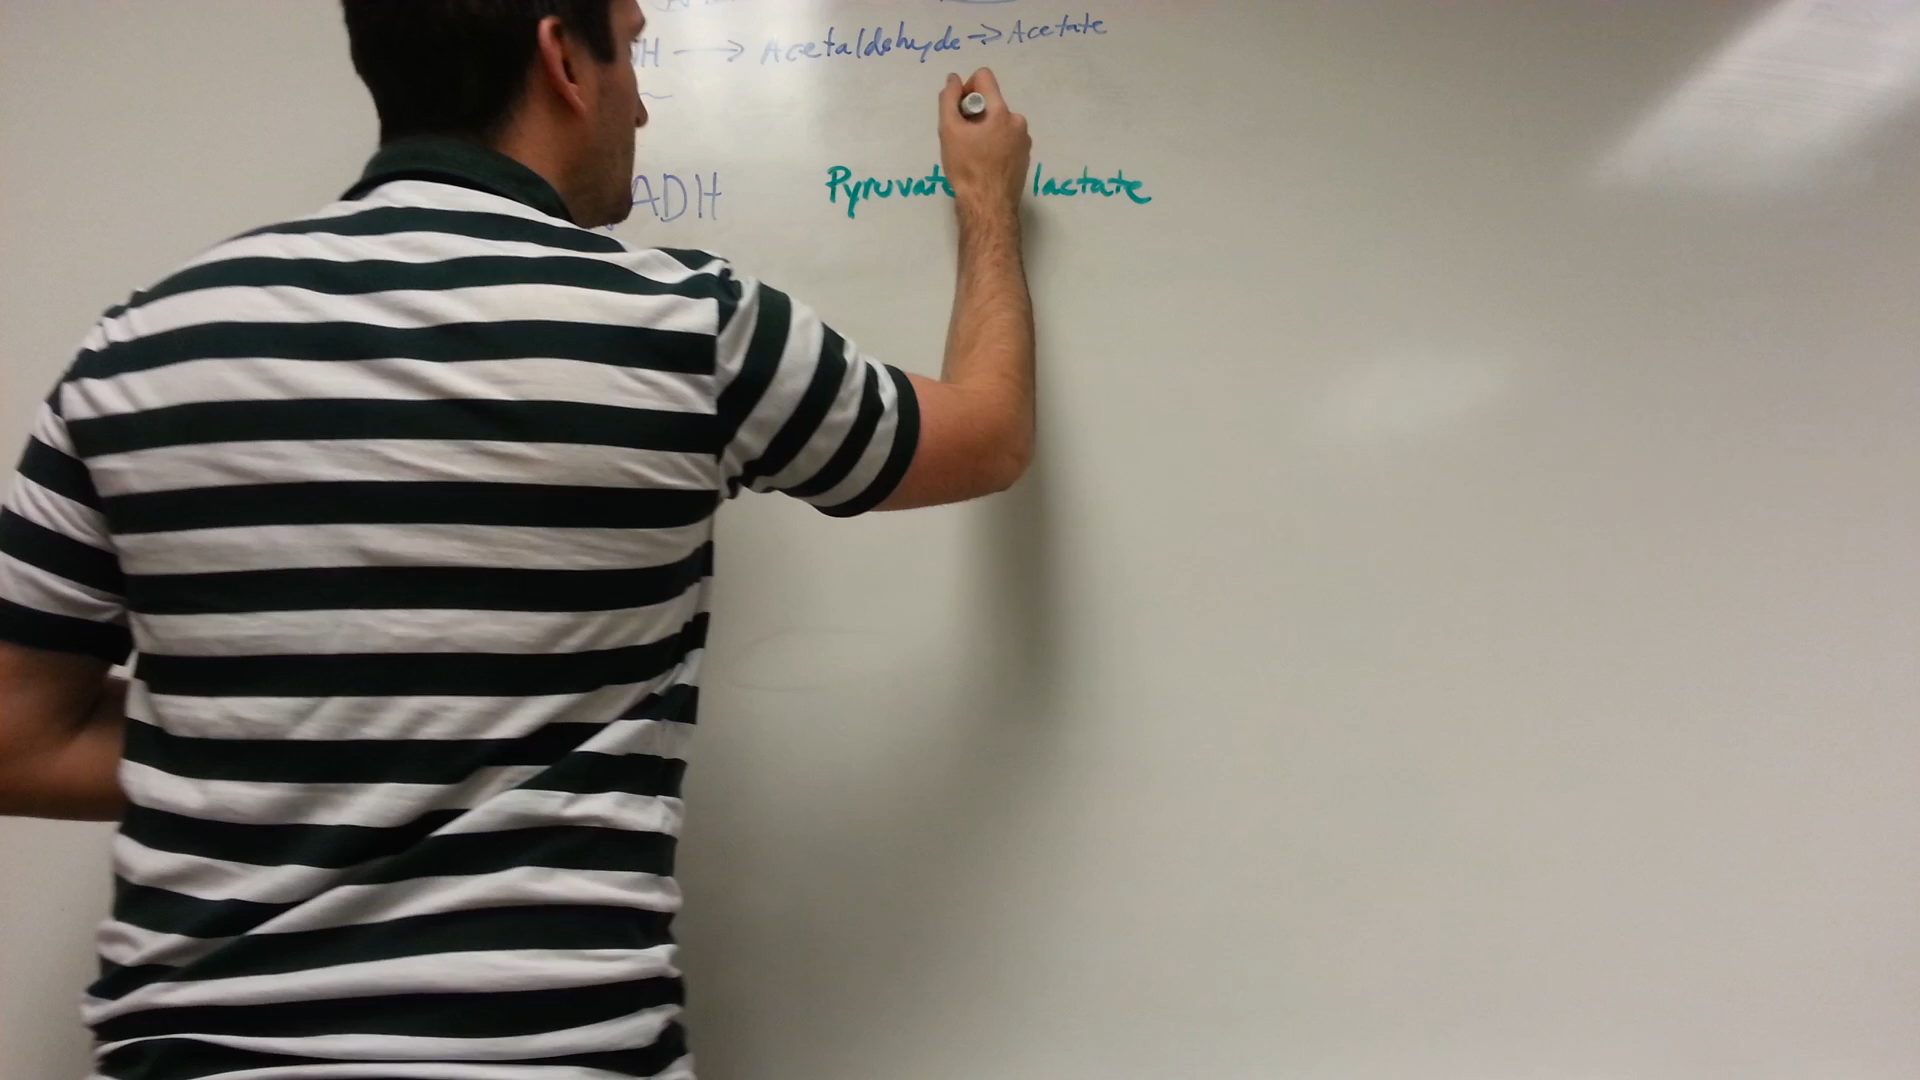 H → Acetaldehyde → Acetate
ADH Pyruvate lactate